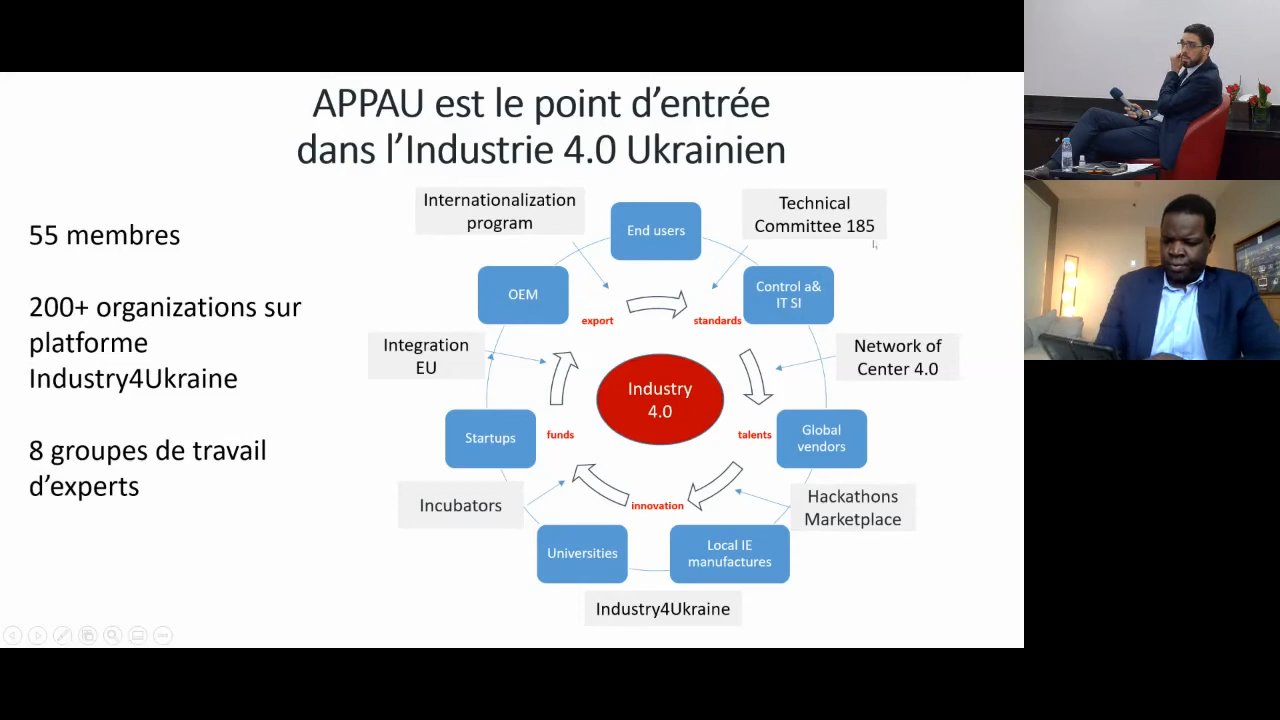 APPAU est le point d’entrée
dans l’Industrie 4.0 Ukrainien
55 membres
200+ organizations sur
platforme
Industry4Ukraine
8 groupes de travail
d’experts
Internationalization
program
End users
Technical
Committee 185
OEM
Control a&
IT SI
export
standards
Integration
EU
Network of
Center 4.0
Industry
4.0
Startups
funds
talents
Global
vendors
Incubators
innovation
Hackathons
Marketplace
Universities
Local IE
manufactures
Industry4Ukraine